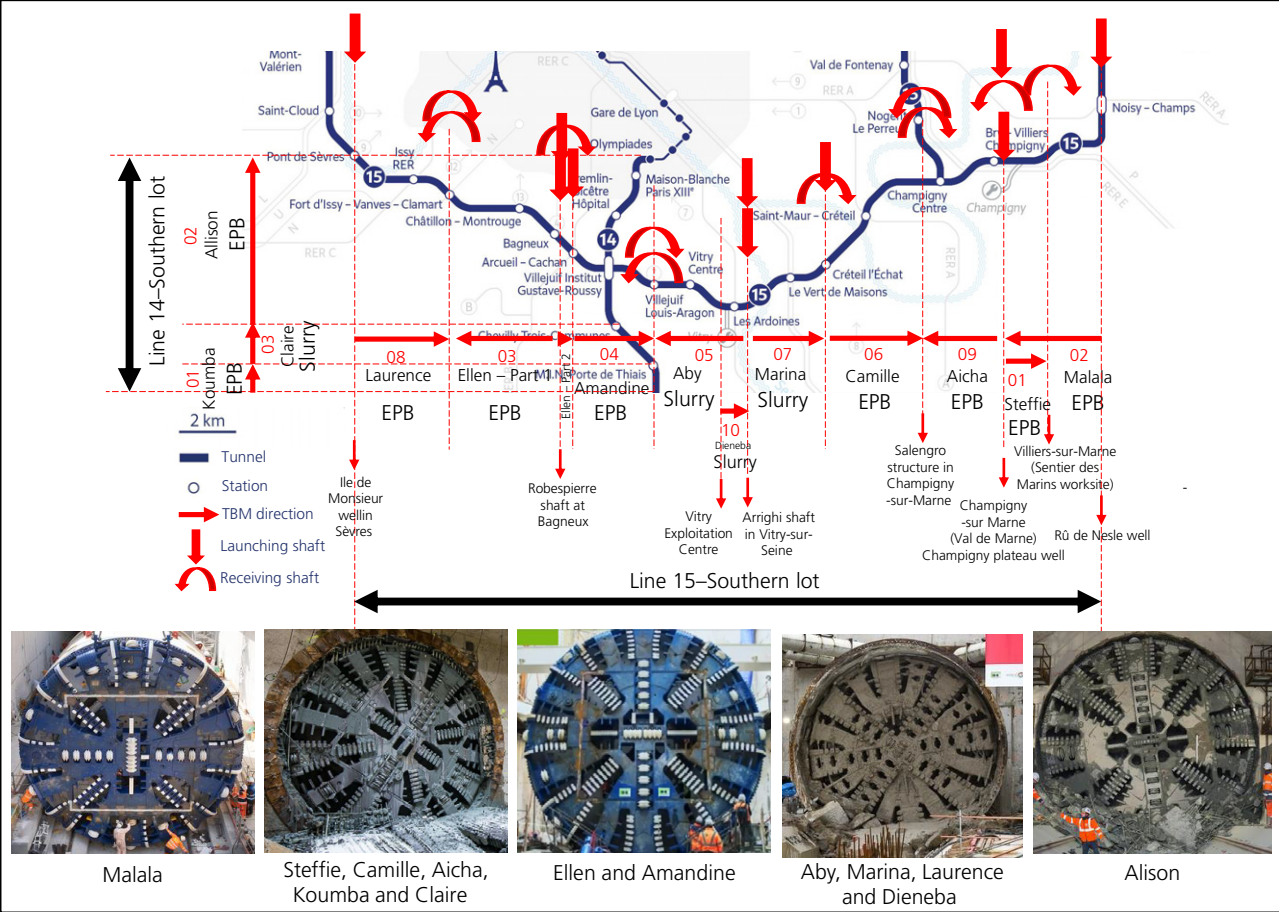 Mont-
Valérien
Saint-Cloud
Pont de Sèvres
15
Issy
RER
Fort d'Issy – Vanves – Clamart
Châtillon – Montrouge
Bagneux
Arcueil – Cachan
Villejuif Institut
Gustave-Roussy
RER C
RER C
Gare de Lyon
Olympiades
Maison-Blanche
Paris XIIIᵉ
Hôpital
14
Villejuif
Louis-Aragon
Vitry
Centre
Les Ardoines
15
Le Vert de Maisons
Créteil l'Échat
Saint-Maur – Créteil
Champigny
Centre
Val de Fontenay
RER A
Le Perreux
Champigny
Champigny
15
Noisy – Champs
RER A
RER A
Line 14–Southern lot
02
Allison
EPB
03
Claire
Slurry
01
Koumba
EPB
08
Laurence
EPB
03
Ellen – Part 1
EPB
Ellen – Part 2
04
Amandine
EPB
05
Aby
Slurry
10
Dieneba
Slurry
07
Marina
Slurry
06
Camille
EPB
09
Aicha
EPB
01
Steffie
EPB
02
Malala
EPB
2 km
Tunnel
Station
TBM direction
Launching shaft
Receiving shaft
Ile de
Monsieur
wellin
Sèvres
Robespierre
shaft at
Bagneux
Vitry
Exploitation
Centre
Arrighi shaft
in Vitry-sur-
Seine
Salengro
structure in
Champigny
-sur-Marne
Champigny
-sur Marne
(Val de Marne)
Champigny plateau well
Villiers-sur-Marne
(Sentier des
Marins worksite)
Rû de Nesle well
Line 15–Southern lot
Malala
Steffie, Camille, Aicha,
Koumba and Claire
Ellen and Amandine
Aby, Marina, Laurence
and Dieneba
Alison